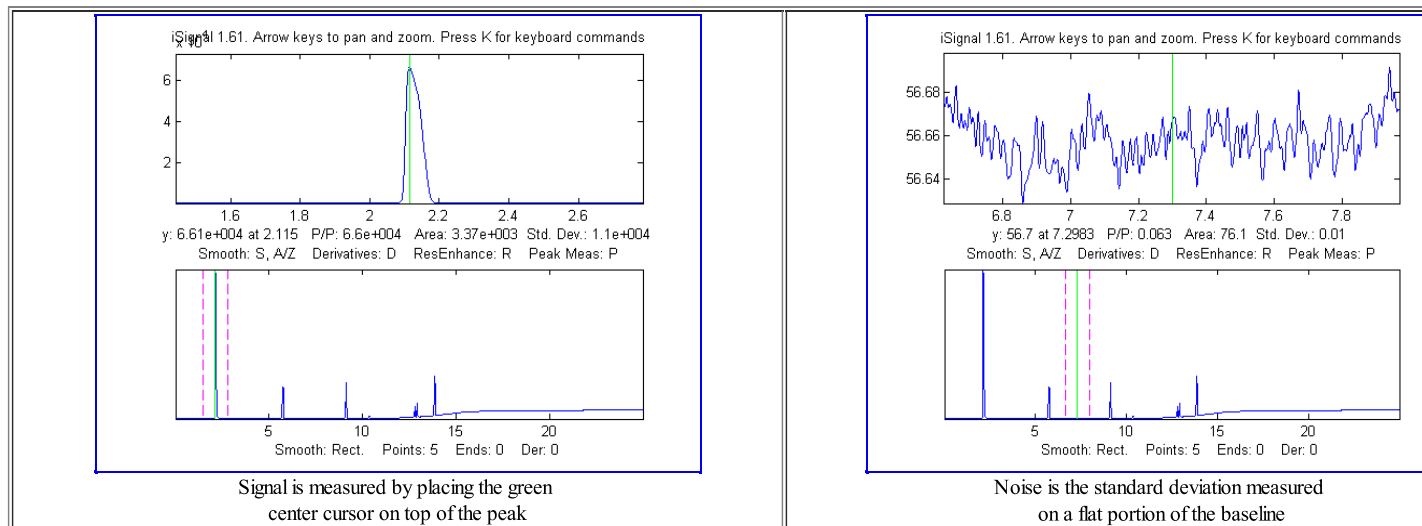 iSignal 1.61. Arrow keys to pan and zoom. Press K for keyboard commands
6
4
2
1.6 1.8 2 2.2 2.4 2.6
y: 6.61e+004 at 2.115 P/P: 6.6e+004 Area: 3.37e+003 Std. Dev.: 1.1e+004
Smooth: S, A/Z Derivatives: D ResEnhance: R Peak Meas: P
5 10 15 20
Smooth: Rect. Points: 5 Ends: 0 Der: 0
Signal is measured by placing the green
center cursor on top of the peak
iSignal 1.61. Arrow keys to pan and zoom. Press K for keyboard commands
56.68
56.66
56.64
6.8 7 7.2 7.4 7.6 7.8
y: 56.7 at 7.2983 P/P: 0.063 Area: 76.1 Std. Dev.: 0.01
Smooth: S, A/Z Derivatives: D ResEnhance: R Peak Meas: P
5 10 15 20
Smooth: Rect. Points: 5 Ends: 0 Der: 0
Noise is the standard deviation measured
on a flat portion of the baseline